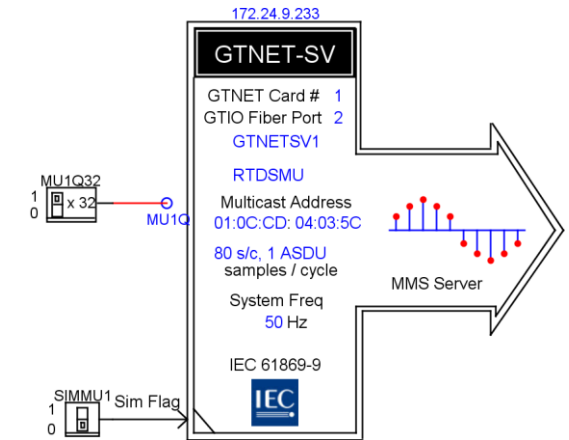 172.24.9.233
GTNET-SV
GTNET Card # 1
GTIO Fiber Port 2
GTNETSV1
RTDSMU
MU1Q32
1
0
x 32
MU1Q
Multicast Address
01:0C:CD: 04:03:5C
80 s/c, 1 ASDU
samples / cycle
MMS Server
System Freq
50 Hz
IEC 61869-9
IEC
SIMMU1
1
0
Sim Flag